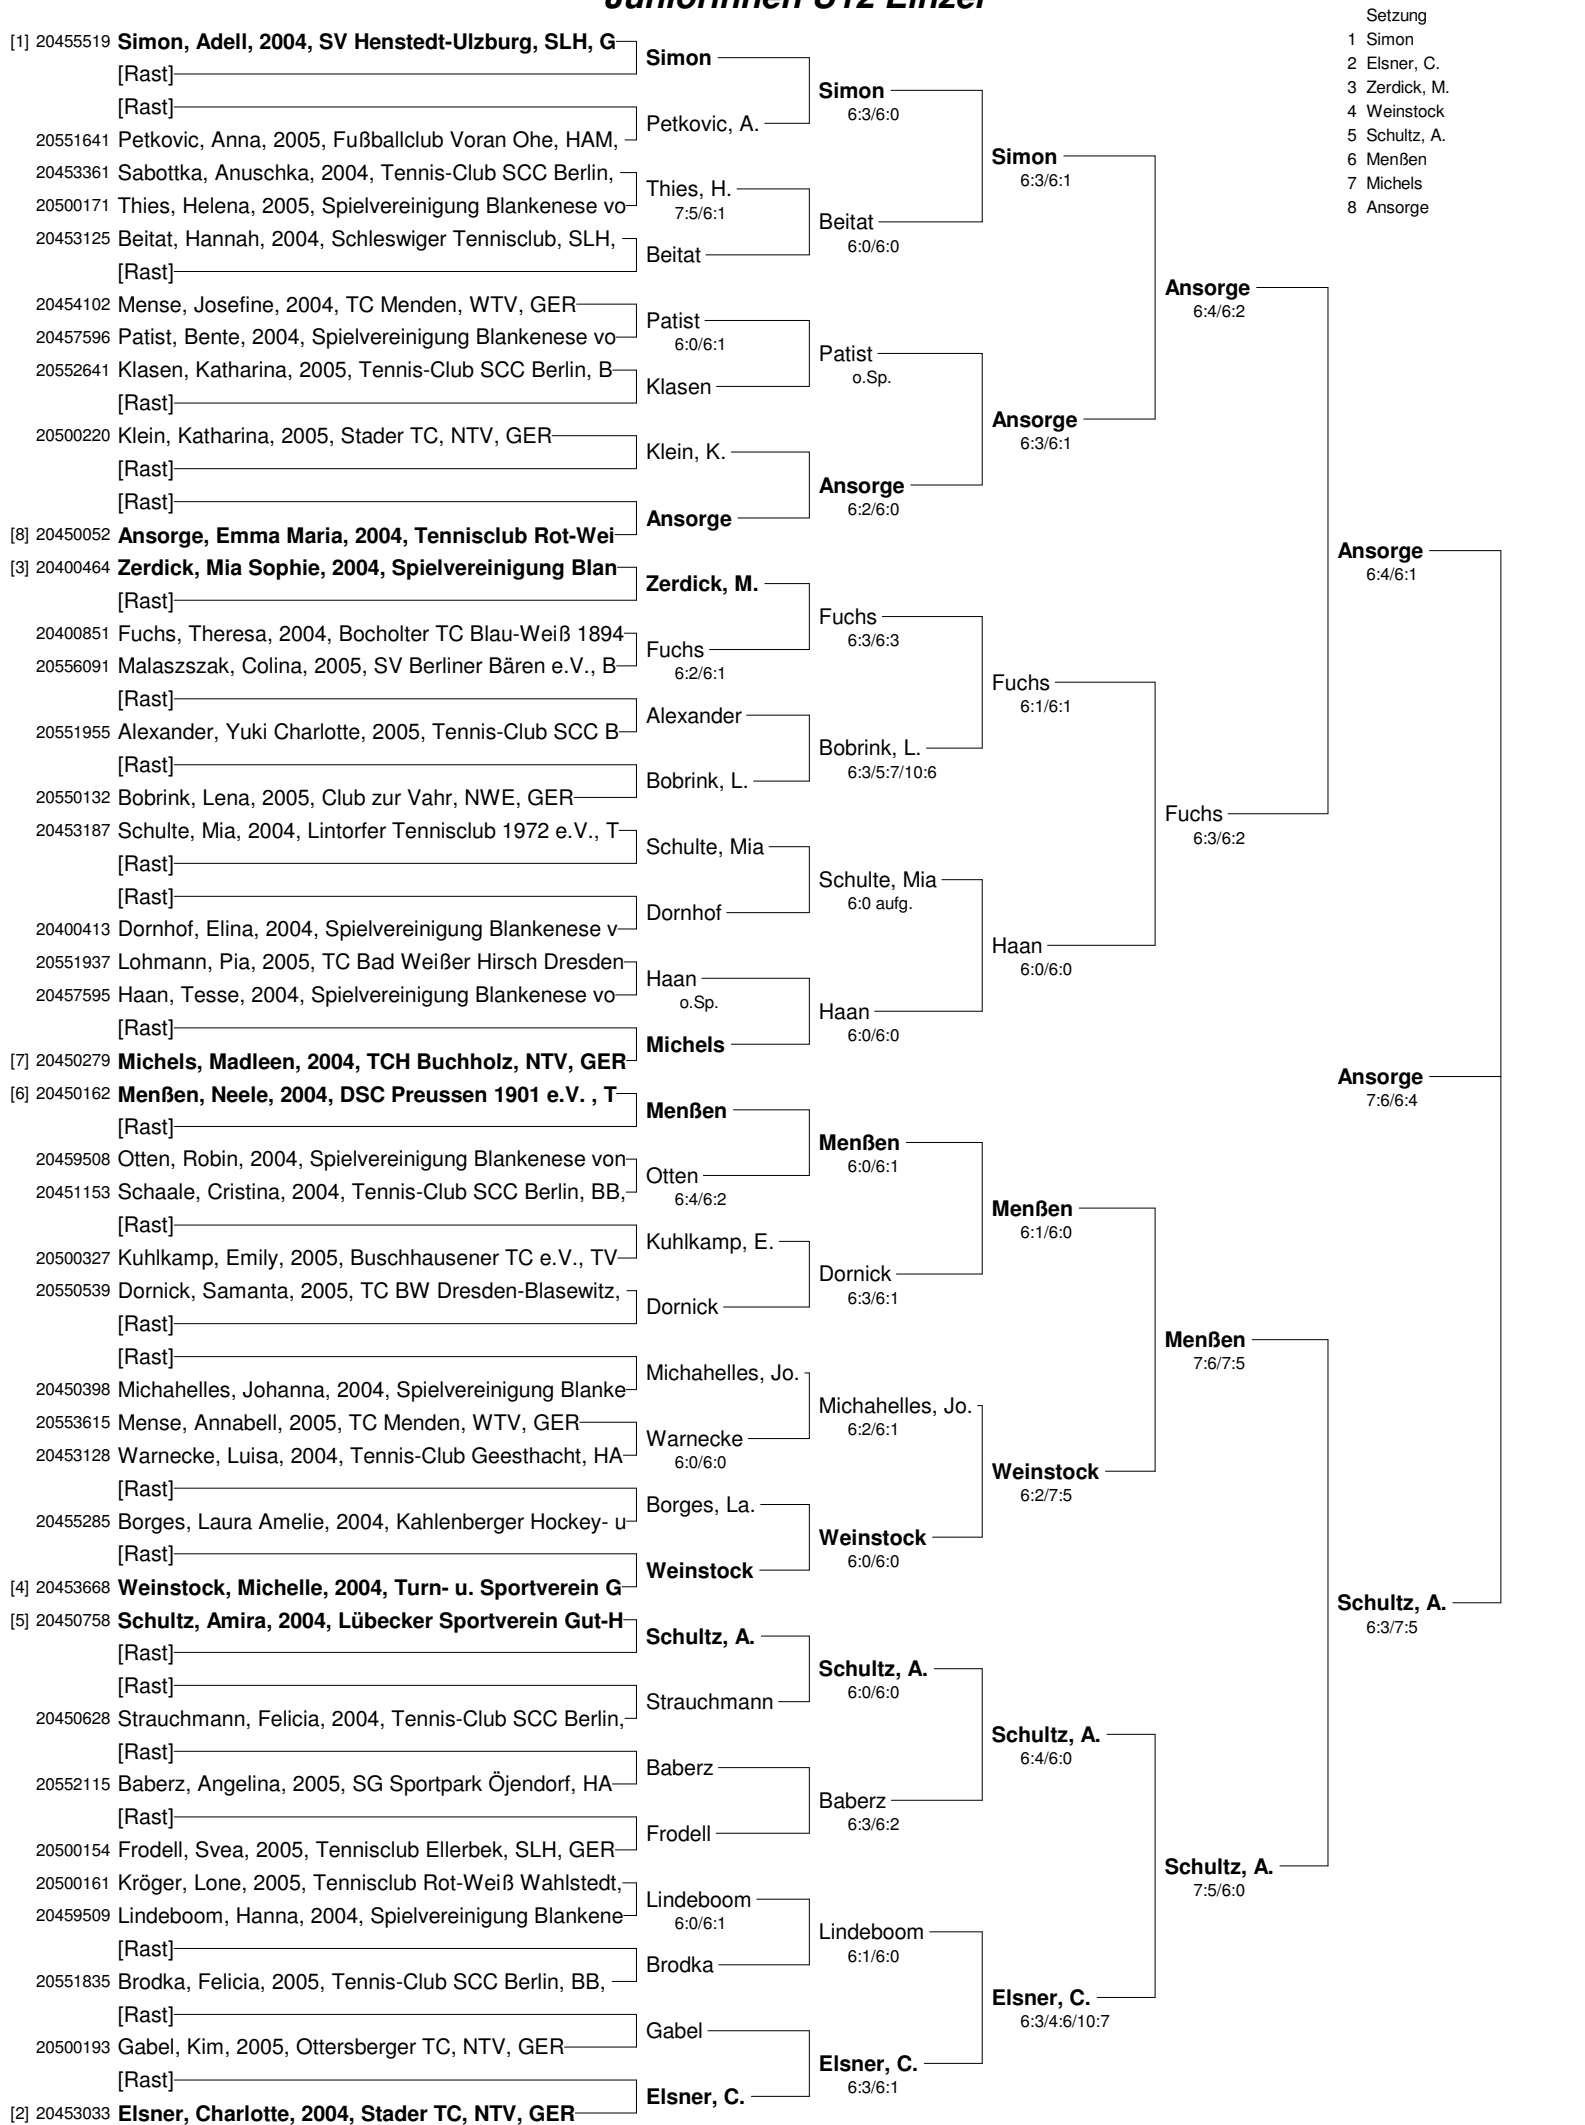 Juniorinnen U12 Einzel
Setzung
1 Simon
2 Elsner, C.
3 Zerdick, M.
4 Weinstock
5 Schultz, A.
6 Menßen
7 Michels
8 Ansorge
[1] 20455519 Simon, Adell, 2004, SV Henstedt-Ulzburg, SLH, G
[Rast]
[Rast]
20551641 Petkovic, Anna, 2005, Fußballclub Voran Ohe, HAM,
20453361 Sabottka, Anuschka, 2004, Tennis-Club SCC Berlin,
20500171 Thies, Helena, 2005, Spielvereinigung Blankenese vo
20453125 Beitat, Hannah, 2004, Schleswiger Tennisclub, SLH,
[Rast]
20454102 Mense, Josefine, 2004, TC Menden, WTV, GER
20457596 Patist, Bente, 2004, Spielvereinigung Blankenese vo
20552641 Klasen, Katharina, 2005, Tennis-Club SCC Berlin, B
[Rast]
20500220 Klein, Katharina, 2005, Stader TC, NTV, GER
[Rast]
[Rast]
[8] 20450052 Ansorge, Emma Maria, 2004, Tennisclub Rot-Wei
[3] 20400464 Zerdick, Mia Sophie, 2004, Spielvereinigung Blan
[Rast]
20400851 Fuchs, Theresa, 2004, Bocholter TC Blau-Weiß 1894
20556091 Malaszszak, Colina, 2005, SV Berliner Bären e.V., B
[Rast]
20551955 Alexander, Yuki Charlotte, 2005, Tennis-Club SCC B
[Rast]
20550132 Bobrink, Lena, 2005, Club zur Vahr, NWE, GER
20453187 Schulte, Mia, 2004, Lintorfer Tennisclub 1972 e.V., T
[Rast]
[Rast]
20400413 Dornhof, Elina, 2004, Spielvereinigung Blankenese v
20551937 Lohmann, Pia, 2005, TC Bad Weißer Hirsch Dresden
20457595 Haan, Tesse, 2004, Spielvereinigung Blankenese vo
[Rast]
[7] 20450279 Michels, Madleen, 2004, TCH Buchholz, NTV, GER
[6] 20450162 Menßen, Neele, 2004, DSC Preussen 1901 e.V. , T
[Rast]
20459508 Otten, Robin, 2004, Spielvereinigung Blankenese von
20451153 Schaale, Cristina, 2004, Tennis-Club SCC Berlin, BB,
[Rast]
20500327 Kuhlkamp, Emily, 2005, Buschhausener TC e.V., TV
20550539 Dornick, Samanta, 2005, TC BW Dresden-Blasewitz,
[Rast]
[Rast]
20450398 Michahelles, Johanna, 2004, Spielvereinigung Blanke
20553615 Mense, Annabell, 2005, TC Menden, WTV, GER
20453128 Warnecke, Luisa, 2004, Tennis-Club Geesthacht, HA
[Rast]
20455285 Borges, Laura Amelie, 2004, Kahlenberger Hockey- u
[Rast]
[4] 20453668 Weinstock, Michelle, 2004, Turn- u. Sportverein G
[5] 20450758 Schultz, Amira, 2004, Lübecker Sportverein Gut-H
[Rast]
[Rast]
20450628 Strauchmann, Felicia, 2004, Tennis-Club SCC Berlin,
[Rast]
20552115 Baberz, Angelina, 2005, SG Sportpark Öjendorf, HA
[Rast]
20500154 Frodell, Svea, 2005, Tennisclub Ellerbek, SLH, GER
20500161 Kröger, Lone, 2005, Tennisclub Rot-Weiß Wahlstedt,
20459509 Lindeboom, Hanna, 2004, Spielvereinigung Blankene
[Rast]
20551835 Brodka, Felicia, 2005, Tennis-Club SCC Berlin, BB,
[Rast]
20500193 Gabel, Kim, 2005, Ottersberger TC, NTV, GER
[Rast]
[2] 20453033 Elsner, Charlotte, 2004, Stader TC, NTV, GER
Simon
Petkovic, A.
Thies, H.
7:5/6:1
Beitat
Patist
6:0/6:1
Klasen
Klein, K.
Ansorge
Zerdick, M.
Fuchs
6:2/6:1
Alexander
Bobrink, L.
Schulte, Mia
Dornhof
Haan
o.Sp.
Michels
Menßen
Otten
6:4/6:2
Kuhlkamp, E.
Dornick
Michahelles, Jo.
Warnecke
6:0/6:0
Borges, La.
Weinstock
Schultz, A.
Strauchmann
Baberz
Frodell
Lindeboom
6:0/6:1
Brodka
Gabel
Elsner, C.
Simon
6:3/6:0
Beitat
6:0/6:0
Patist
o.Sp.
Ansorge
6:2/6:0
Fuchs
6:3/6:3
Bobrink, L.
6:3/5:7/10:6
Schulte, Mia
6:0 aufg.
Haan
6:0/6:0
Menßen
6:0/6:1
Dornick
6:3/6:1
Michahelles, Jo.
6:2/6:1
Weinstock
6:0/6:0
Schultz, A.
6:0/6:0
Baberz
6:3/6:2
Lindeboom
6:1/6:0
Elsner, C.
6:3/6:1
Simon
6:3/6:1
Ansorge
6:3/6:1
Fuchs
6:1/6:1
Haan
6:0/6:0
Menßen
6:1/6:0
Weinstock
6:2/7:5
Schultz, A.
6:4/6:0
Elsner, C.
6:3/4:6/10:7
Ansorge
6:4/6:2
Fuchs
6:3/6:2
Menßen
7:6/7:5
Schultz, A.
7:5/6:0
Ansorge
6:4/6:1
Schultz, A.
6:3/7:5
Ansorge
7:6/6:4